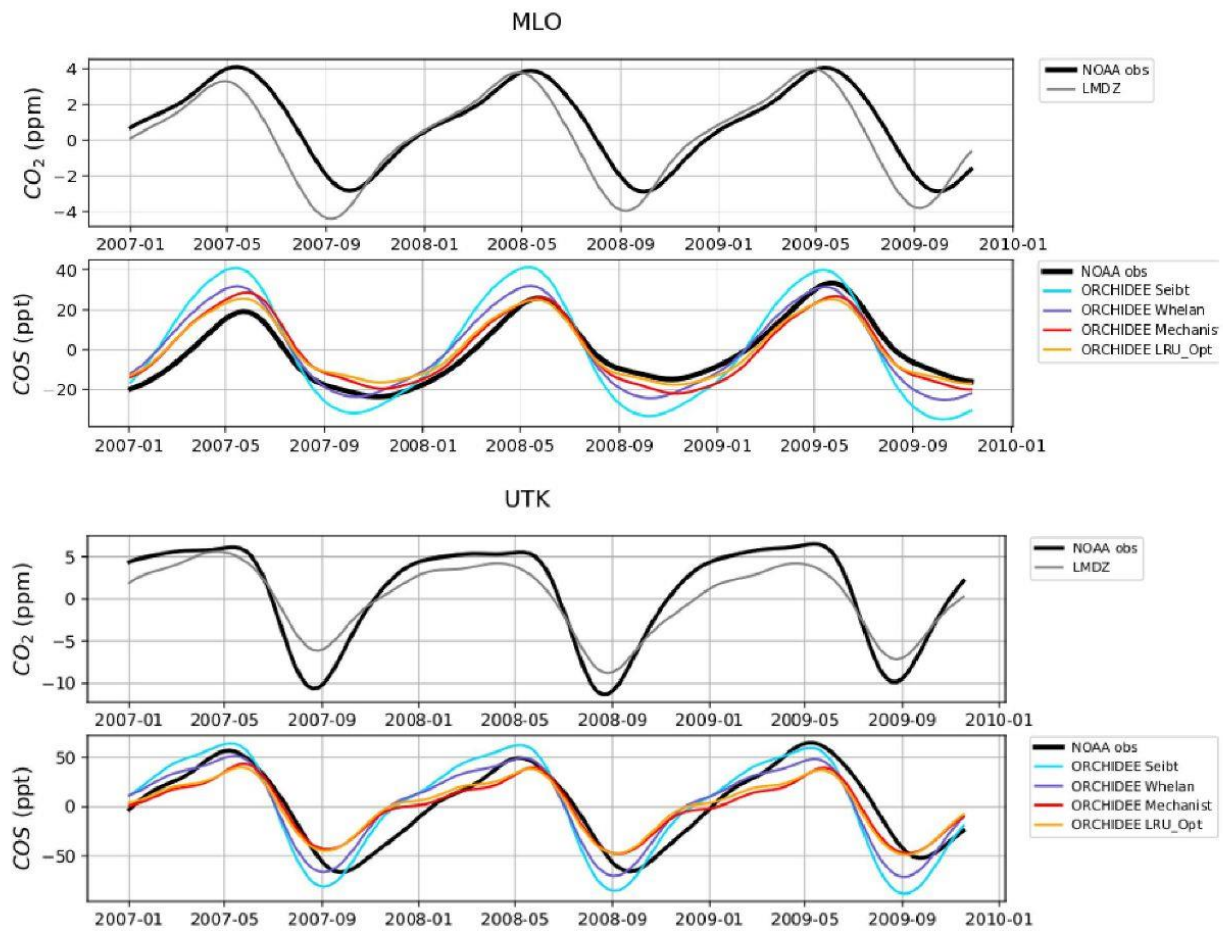 MLO
CO2 (ppm)
4
2
0
−2
−4
2007-01 2007-05 2007-09 2008-01 2008-05 2008-09 2009-01 2009-05 2009-09 2010-01
NOAA obs
LMDZ
COS (ppt)
40
20
0
−20
2007-01 2007-05 2007-09 2008-01 2008-05 2008-09 2009-01 2009-05 2009-09 2010-01
NOAA obs
ORCHIDEE Seibt
ORCHIDEE Whelan
ORCHIDEE Mechanist
ORCHIDEE LRU_Opt
UTK
CO2 (ppm)
5
0
−5
−10
2007-01 2007-05 2007-09 2008-01 2008-05 2008-09 2009-01 2009-05 2009-09 2010-01
NOAA obs
LMDZ
COS (ppt)
50
0
−50
2007-01 2007-05 2007-09 2008-01 2008-05 2008-09 2009-01 2009-05 2009-09 2010-01
NOAA obs
ORCHIDEE Seibt
ORCHIDEE Whelan
ORCHIDEE Mechanist
ORCHIDEE LRU_Opt